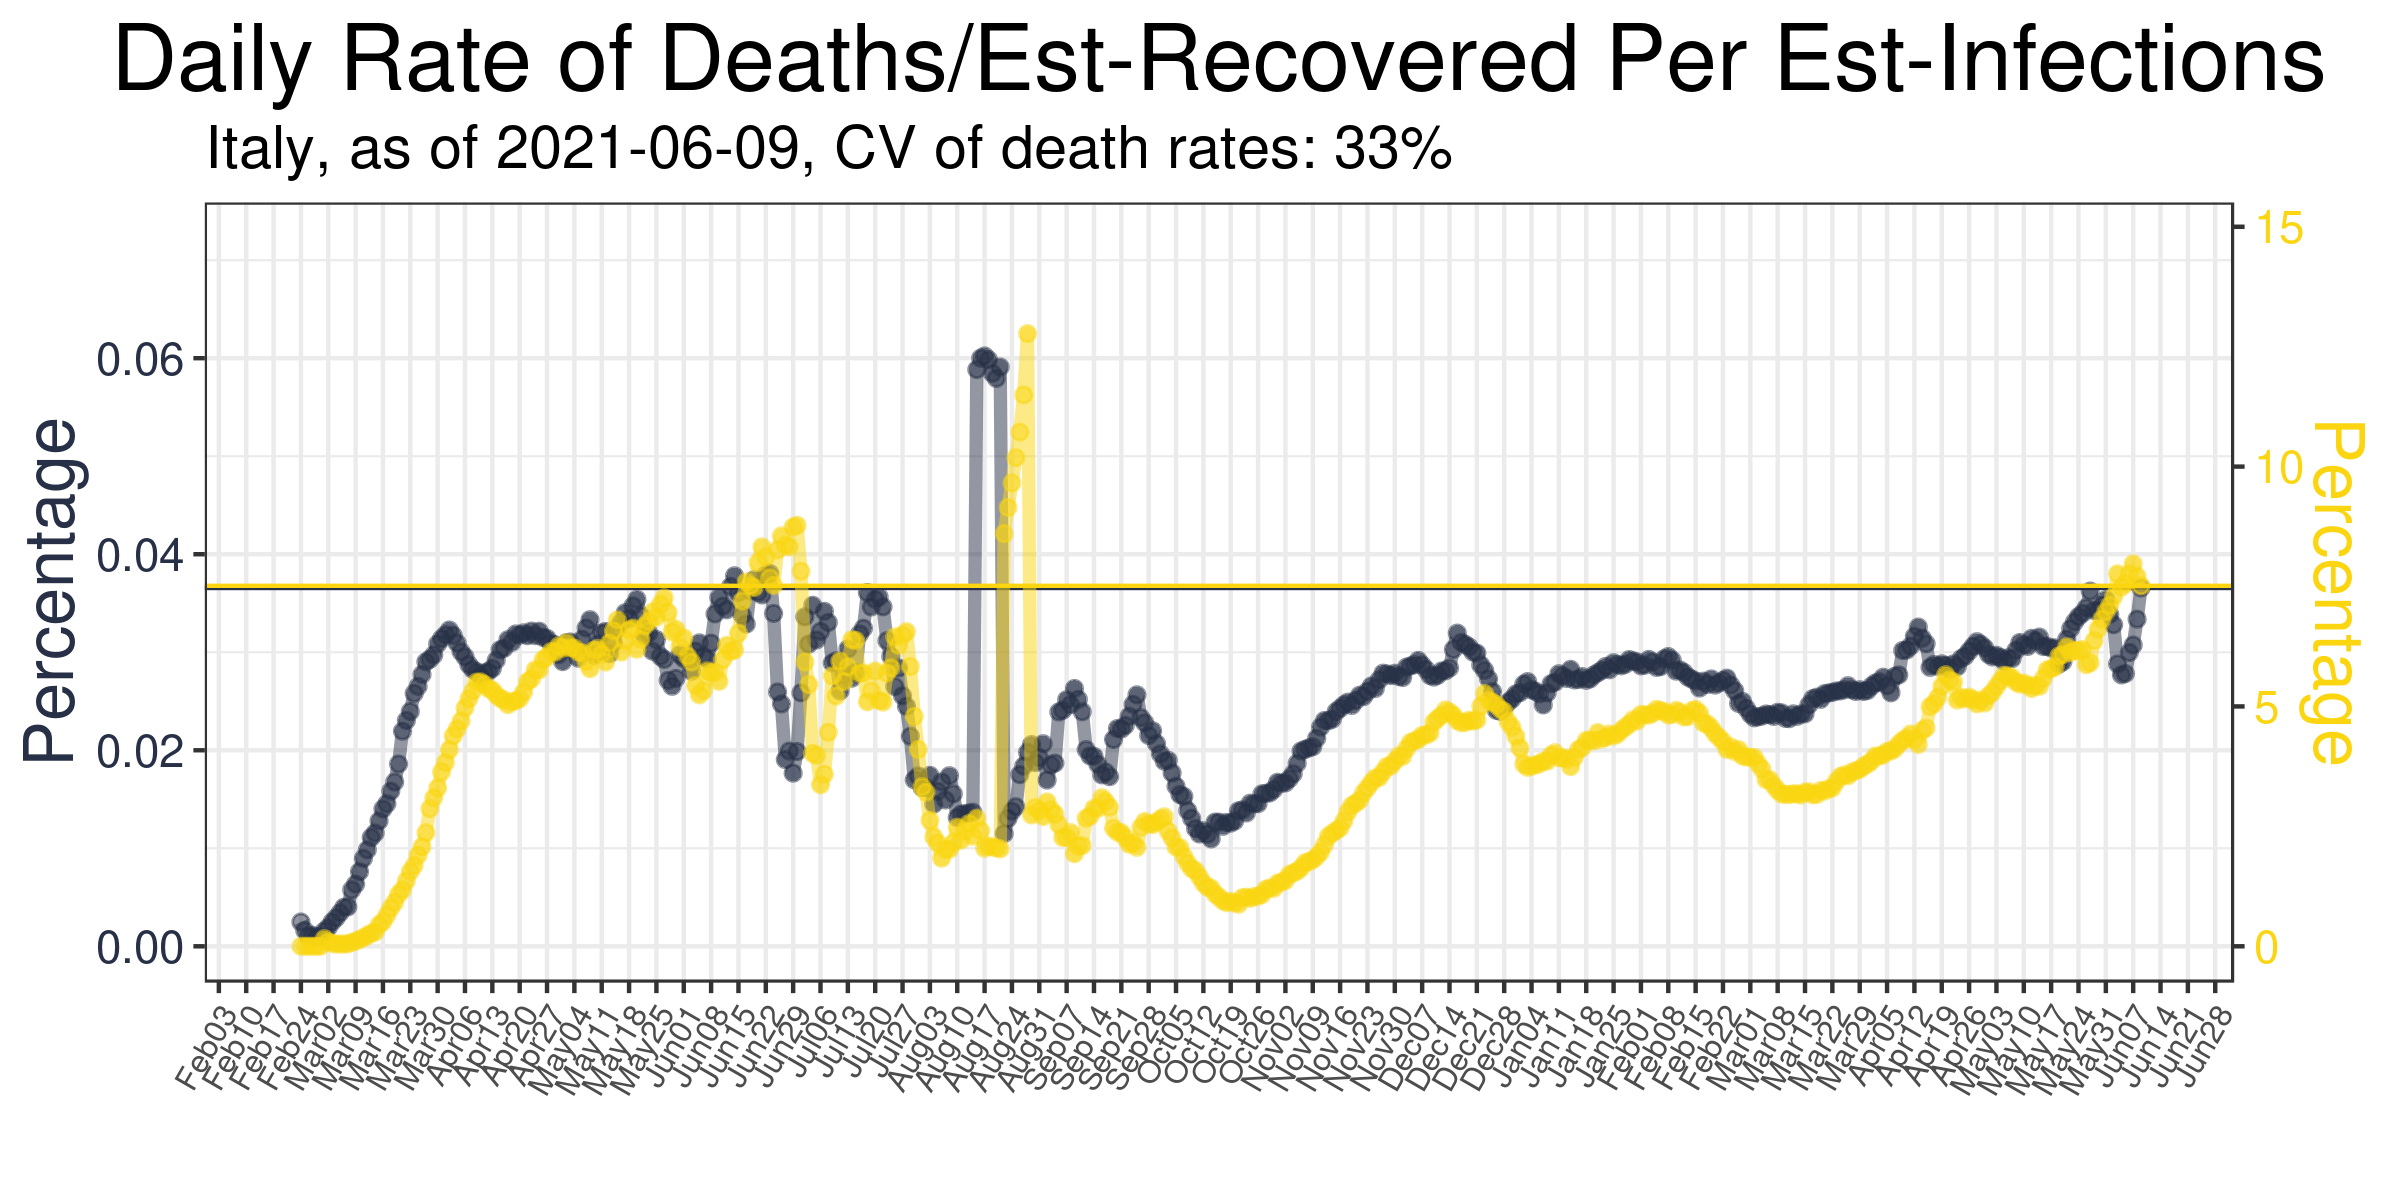 Daily Rate of Deaths/Est-Recovered Per Est-Infections
Italy, as of 2021-06-09, CV of death rates: 33%
Percentage
0.06
0.04
0.02
0.00
15
10
5
0
Percentage
Feb03
Feb10
Feb17
Feb24
Mar02
Mar09
Mar16
Mar23
Mar30
Apr06
Apr13
Apr20
Apr27
May04
May11
May18
May25
Jun01
Jun08
Jun15
Jun22
Jun29
Jul06
Jul13
Jul20
Jul27
Aug03
Aug10
Aug17
Aug24
Aug31
Sep07
Sep14
Sep21
Sep28
Oct05
Oct12
Oct19
Oct26
Nov02
Nov09
Nov16
Nov23
Nov30
Dec07
Dec14
Dec21
Dec28
Jan04
Jan11
Jan18
Jan25
Feb01
Feb08
Feb15
Feb22
Mar01
Mar08
Mar15
Mar22
Mar29
Apr05
Apr12
Apr19
Apr26
May03
May10
May17
May24
May31
Jun07
Jun14
Jun21
Jun28